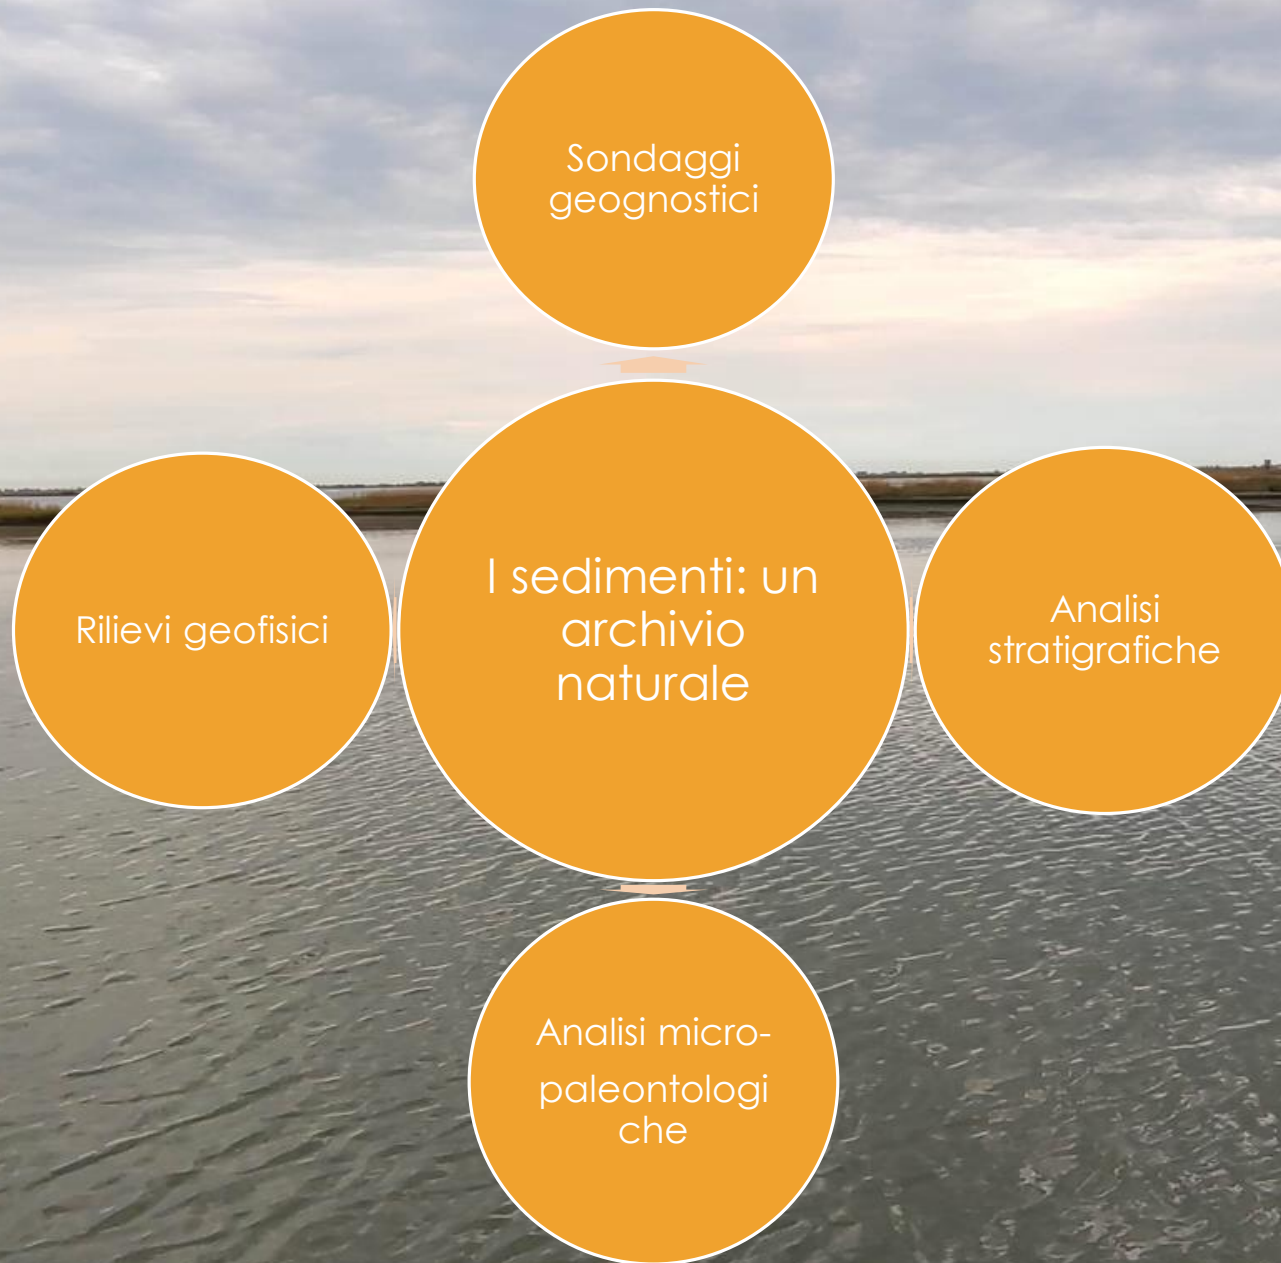 Sondaggi
geognostici
I sedimenti: un
archivio
naturale
Rilievi geofisici
Analisi
stratigrafiche
Analisi micro-
paleontologi
che